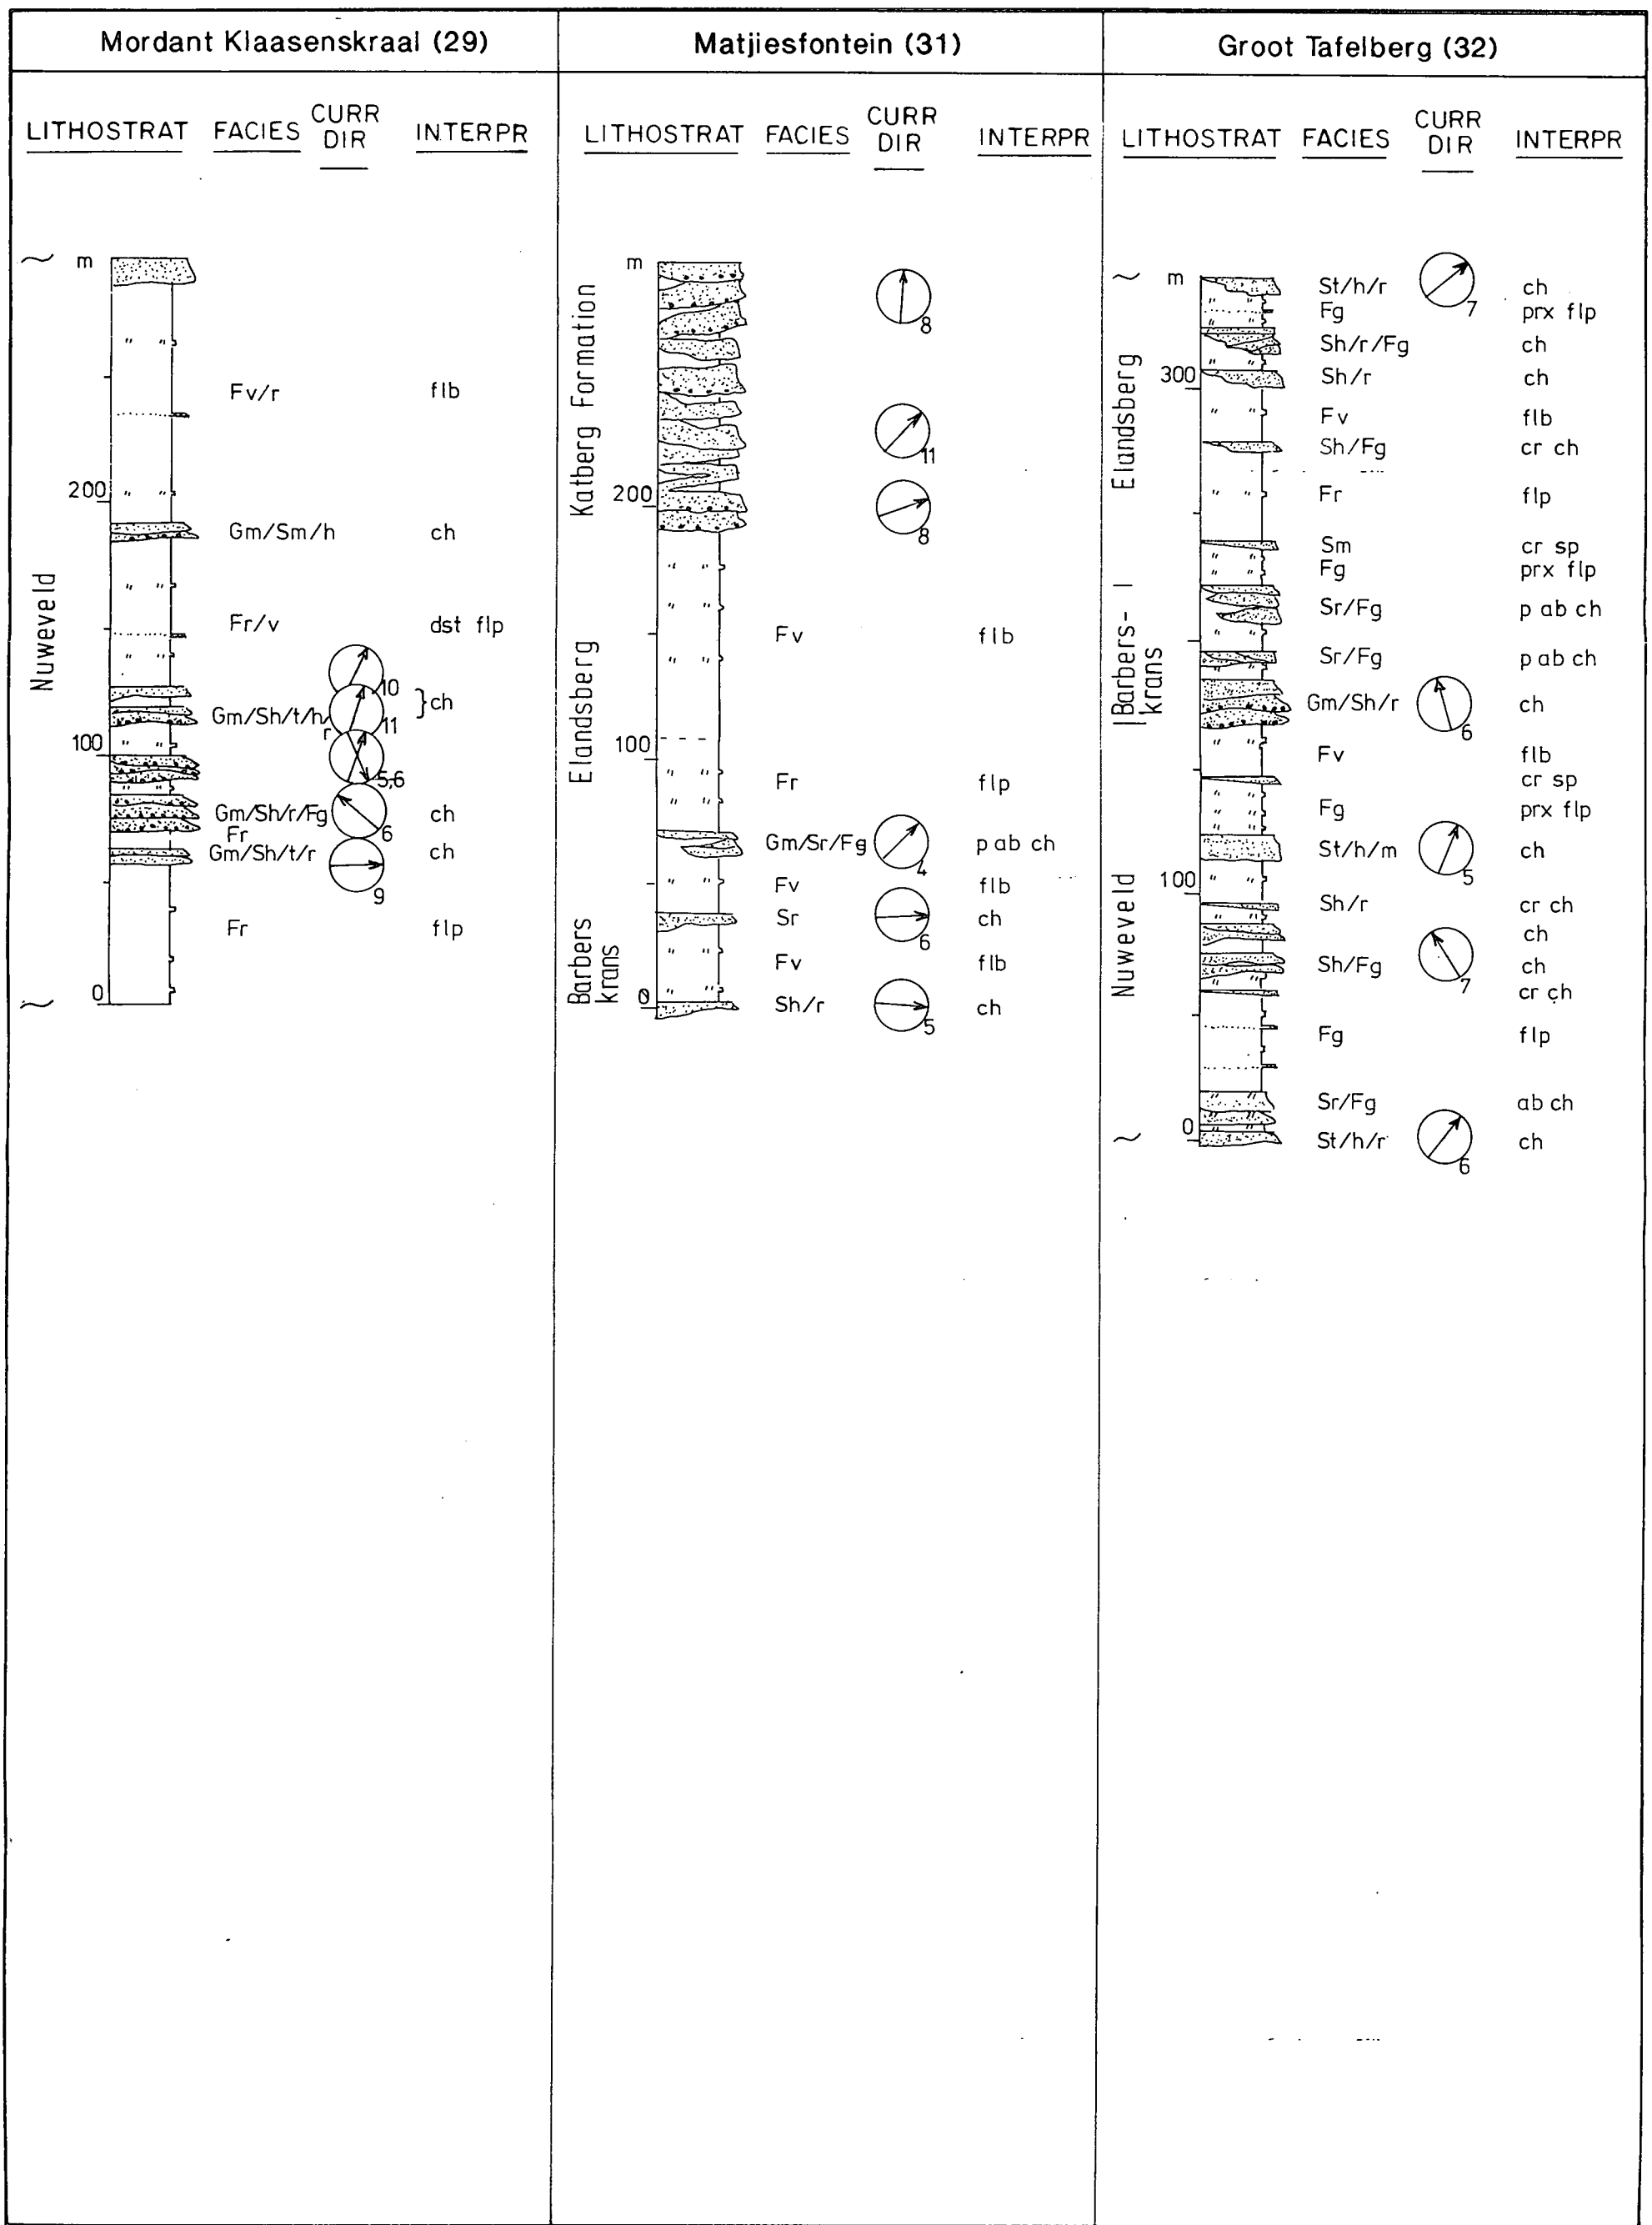 Mordant Klaasenskraal (29)
LITHOSTRAT FACIES CURR DIR INTERPR
m
Fv/r flb
200
Gm/Sm/h ch
Nuweveld
Fr/v dst flp
10
Gm/Sh/t/h/r 11 }ch
100
5,6
Gm/Sh/r/Fg 6 ch
Fr
Gm/Sh/t/r ch
9
Fr flp
0
Matjiesfontein (31)
LITHOSTRAT FACIES CURR DIR INTERPR
m
8
Katberg Formation
11
200
8
Fv flb
Elandsberg
100
Fr flp
Gm/Sr/Fg 4 p ab ch
Fv flb
Sr 6 ch
Barbers krans
Fv flb
0
Sh/r 5 ch
Groot Tafelberg (32)
LITHOSTRAT FACIES CURR DIR INTERPR
m
St/h/r 7 ch
Fg prx flp
Sh/r/Fg ch
300
Sh/r ch
Elandsberg
Fv flb
Sh/Fg cr ch
Fr flp
Sm cr sp
Fg prx flp
Sr/Fg p ab ch
Barbers-
krans
Sr/Fg p ab ch
Gm/Sh/r 6 ch
Fv flb
cr sp
Fg prx flp
St/h/m 5 ch
100
Nuweveld
Sh/r cr ch
ch
Sh/Fg 7 ch
cr ch
Fg flp
Sr/Fg ab ch
0
St/h/r 6 ch